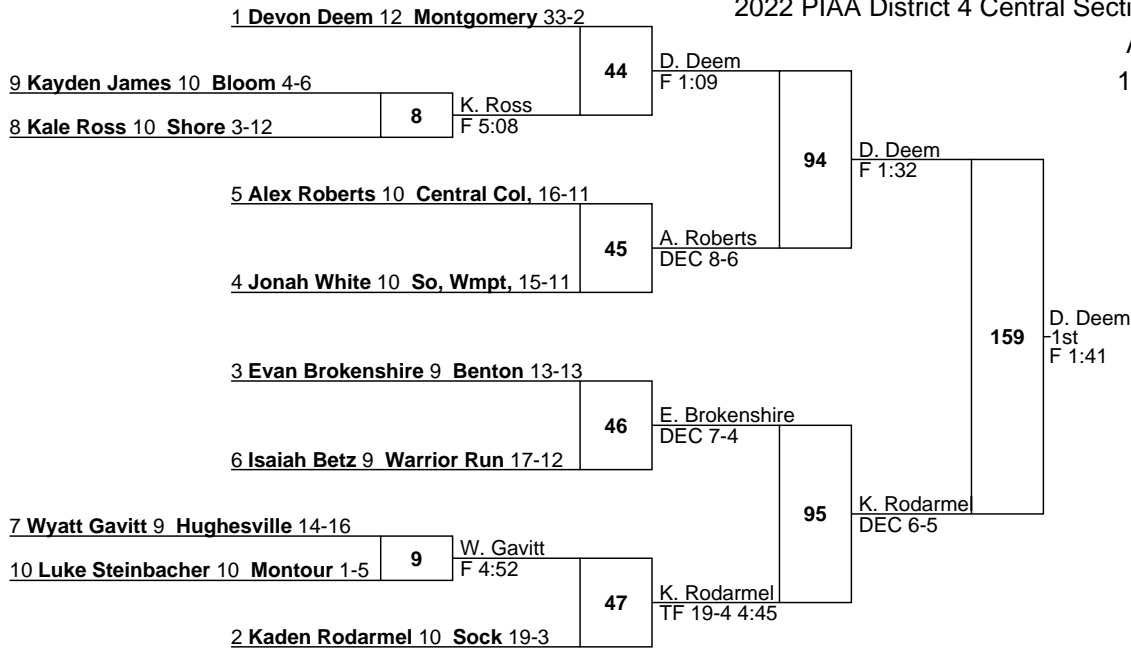 2022 PIAA District 4 Central Secti
1
1 Devon Deem 12 Montgomery 33-2
44
D. Deem
F 1:09
9 Kayden James 10 Bloom 4-6
8
K. Ross
F 5:08
8 Kale Ross 10 Shore 3-12
94
D. Deem
F 1:32
5 Alex Roberts 10 Central Col, 16-11
45
A. Roberts
DEC 8-6
4 Jonah White 10 So, Wmpt, 15-11
159
D. Deem
1st
F 1:41
3 Evan Brokenshire 9 Benton 13-13
46
E. Brokenshire
DEC 7-4
6 Isaiah Betz 9 Warrior Run 17-12
95
K. Rodarmel
DEC 6-5
7 Wyatt Gavitt 9 Hughesville 14-16
9
W. Gavitt
F 4:52
10 Luke Steinbacher 10 Montour 1-5
47
K. Rodarmel
TF 19-4 4:45
2 Kaden Rodarmel 10 Sock 19-3